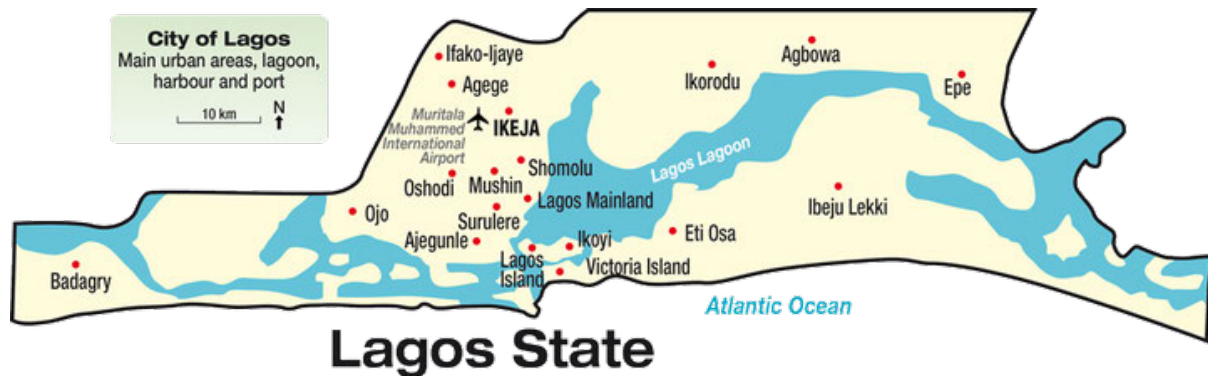 City of Lagos
Main urban areas, lagoon,
harbour and port
10 km
N
Ifako-Ijaye
Agege
Muritala
Muhammed
International
Airport
IKEJA
Ikorodu
Agbowa
Epe
Lagos Lagoon
Shomolu
Oshodi
Mushin
Lagos Mainland
Ojo
Surulere
Ibeju Lekki
Ajegunle
Ikoyi
Eti Osa
Lagos
Island
Victoria Island
Badagry
Atlantic Ocean
Lagos State